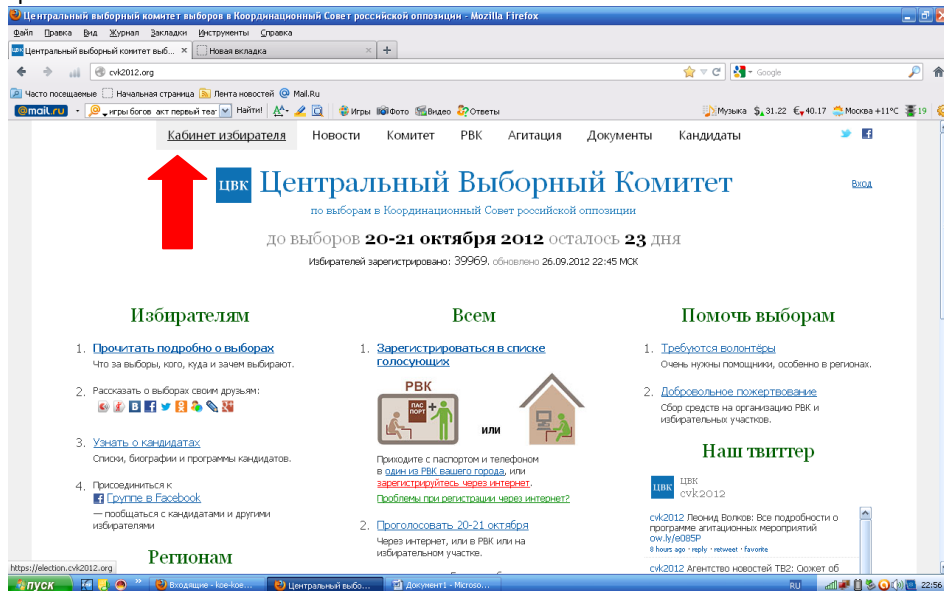 Центральный выборный комитет выборов в Координационный Совет российской оппозиции - Mozilla Firefox
Файл Правка Вид Журнал Закладки Инструменты Справка
Центральный выборный комитет выб... × Новая вкладка × +
cvk2012.org Google
Часто посещаемые Начальная страница Лента новостей Mail.Ru
@mail.ru игры богов акт первый теа Найти! Игры Фото Видео Ответы Музыка $ 31.22 € 40.17 Москва +11°C 19
Кабинет избирателя Новости Комитет РВК Агитация Документы Кандидаты
ЦВК Центральный Выборный Комитет Вход
по выборам в Координационный Совет российской оппозиции
до выборов 20-21 октября 2012 осталось 23 дня
Избирателей зарегистрировано: 39969. обновлено 26.09.2012 22:45 МСК
Избирателям
1. Прочитать подробно о выборах
Что за выборы, кого, куда и зачем выбирают.
2. Рассказать о выборах своим друзьям:
3. Узнать о кандидатах
Списки, биографии и программы кандидатов.
4. Присоединиться к
Группе в Facebook
— пообщаться с кандидатами и другими
избирателями
Регионам
Всем
1. Зарегистрироваться в списке
голосующих
РВК
ПАС
ПОРТ
или
Приходите с паспортом и телефоном
в один из РВК вашего города, или
зарегистрируйтесь через интернет.
Проблемы при регистрации через интернет?
2. Проголосовать 20-21 октября
Через интернет, или в РВК или на
избирательном участке.
Помочь выборам
1. Требуются волонтёры
Очень нужны помощники, особенно в регионах.
2. Добровольное пожертвование
Сбор средств на организацию РВК и
избирательных участков.
Наш твиттер
ЦВК
ЦВК
cvk2012
cvk2012 Леонид Волков: Все подробности о
программе агитационных мероприятий
ow.ly/e085P
8 hours ago · reply · retweet · favorite
cvk2012 Агентство новостей ТВ2: Сюжет об
https://election.cvk2012.org
пуск Входящие - koe-koe... Центральный выбо... Документ1 - Microso... RU 22:56